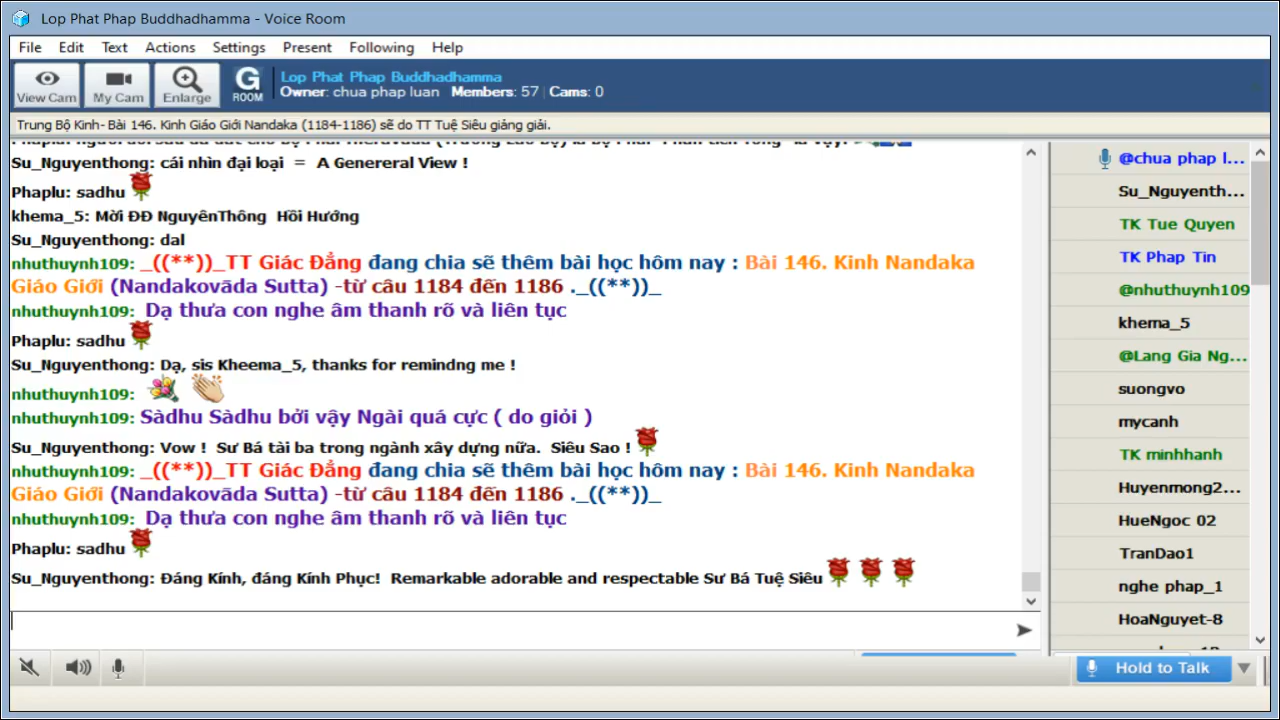 Lop Phat Phap Buddhadhamma - Voice Room
File Edit Text Actions Settings Present Following Help
View Cam My Cam Enlarge G ROOM
Lop Phat Phap Buddhadhamma
Owner: chua phap luan Members: 57 Cams: 0
Trung Bộ Kinh- Bài 146. Kinh Giáo Giới Nandaka (1184-1186) sẽ do TT Tuệ Siêu giảng giải.
Su_Nguyenthong: cái nhìn đại loại = A Genereral View !
Phaplu: sadhu
khema_5: Mời ĐĐ NguyênThông Hồi Hướng
Su_Nguyenthong: dal
nhuthuynh109: _((**))_TT Giác Đẳng đang chia sẽ thêm bài học hôm nay : Bài 146. Kinh Nandaka
Giáo Giới (Nandakovāda Sutta) -từ câu 1184 đến 1186 ._((**))_
nhuthuynh109: Dạ thưa con nghe âm thanh rõ và liên tục
Phaplu: sadhu
Su_Nguyenthong: Dạ, sis Kheema_5, thanks for remindng me !
nhuthuynh109:
nhuthuynh109: Sàdhu Sàdhu bởi vậy Ngài quá cực ( do giỏi )
Su_Nguyenthong: Vow ! Sư Bá tài ba trong ngành xây dựng nữa. Siêu Sao !
nhuthuynh109: _((**))_TT Giác Đẳng đang chia sẽ thêm bài học hôm nay : Bài 146. Kinh Nandaka
Giáo Giới (Nandakovāda Sutta) -từ câu 1184 đến 1186 ._((**))_
nhuthuynh109: Dạ thưa con nghe âm thanh rõ và liên tục
Phaplu: sadhu
Su_Nguyenthong: Đáng Kính, đáng Kính Phục! Remarkable adorable and respectable Sư Bá Tuệ Siêu
@chua phap l...
Su_Nguyenth...
TK Tue Quyen
TK Phap Tin
@nhuthuynh109
khema_5
@Lang Gia Ng...
suongvo
mycanh
TK minhhanh
Huyenmong2...
HueNgoc 02
TranDao1
nghe phap_1
HoaNguyet-8
Hold to Talk